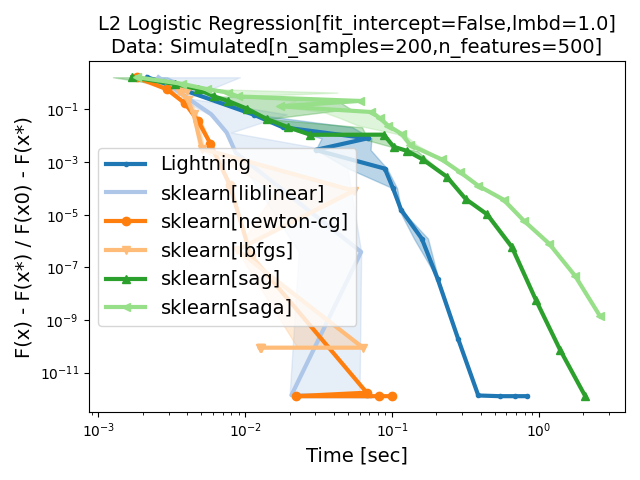 L2 Logistic Regression[fit_intercept=False,lmbd=1.0]
Data: Simulated[n_samples=200,n_features=500]
F(x) - F(x*) / F(x0) - F(x*)
10⁻¹
10⁻³
10⁻⁵
10⁻⁷
10⁻⁹
10⁻¹¹
Lightning
sklearn[liblinear]
sklearn[newton-cg]
sklearn[lbfgs]
sklearn[sag]
sklearn[saga]
10⁻³ 10⁻² 10⁻¹ 10⁰
Time [sec]